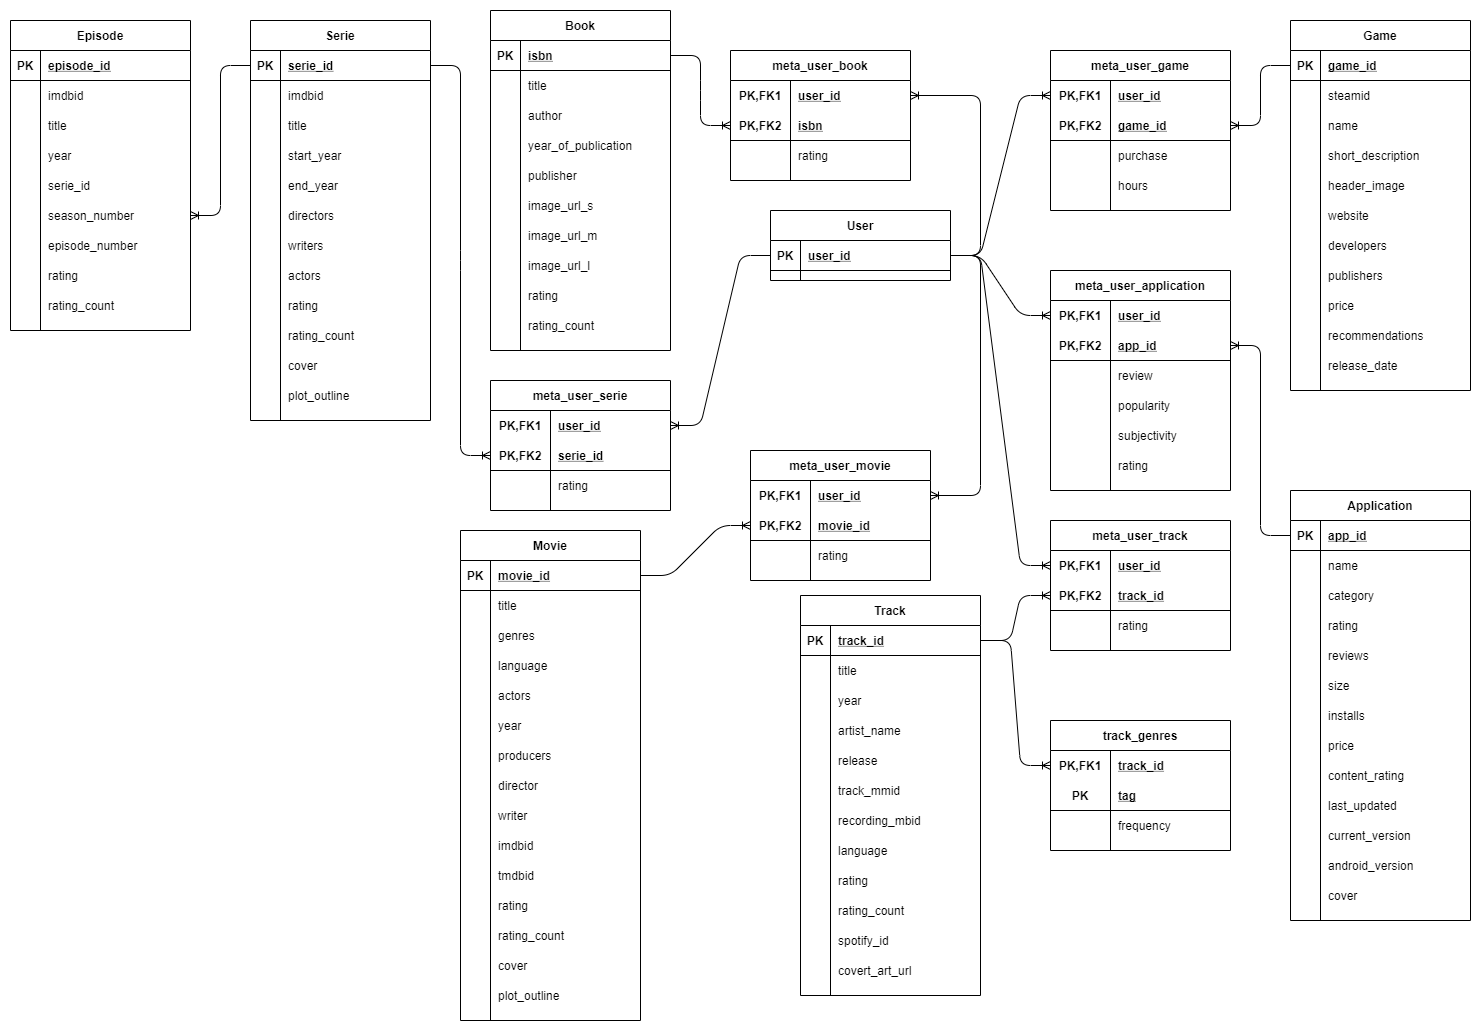 Episode
PK episode_id
imdbid
title
year
serie_id
season_number
episode_number
rating
rating_count
Serie
PK serie_id
imdbid
title
start_year
end_year
directors
writers
actors
rating
rating_count
cover
plot_outline
Book
PK isbn
title
author
year_of_publication
publisher
image_url_s
image_url_m
image_url_l
rating
rating_count
meta_user_book
PK,FK1 user_id
PK,FK2 isbn
rating
User
PK user_id
meta_user_game
PK,FK1 user_id
PK,FK2 game_id
purchase
hours
Game
PK game_id
steamid
name
short_description
header_image
website
developers
publishers
price
recommendations
release_date
meta_user_application
PK,FK1 user_id
PK,FK2 app_id
review
popularity
subjectivity
rating
meta_user_serie
PK,FK1 user_id
PK,FK2 serie_id
rating
meta_user_movie
PK,FK1 user_id
PK,FK2 movie_id
rating
Movie
PK movie_id
title
genres
language
actors
year
producers
director
writer
imdbid
tmdbid
rating
rating_count
cover
plot_outline
Track
PK track_id
title
year
artist_name
release
track_mmid
recording_mbid
language
rating
rating_count
spotify_id
covert_art_url
meta_user_track
PK,FK1 user_id
PK,FK2 track_id
rating
track_genres
PK,FK1 track_id
PK tag
frequency
Application
PK app_id
name
category
rating
reviews
size
installs
price
content_rating
last_updated
current_version
android_version
cover